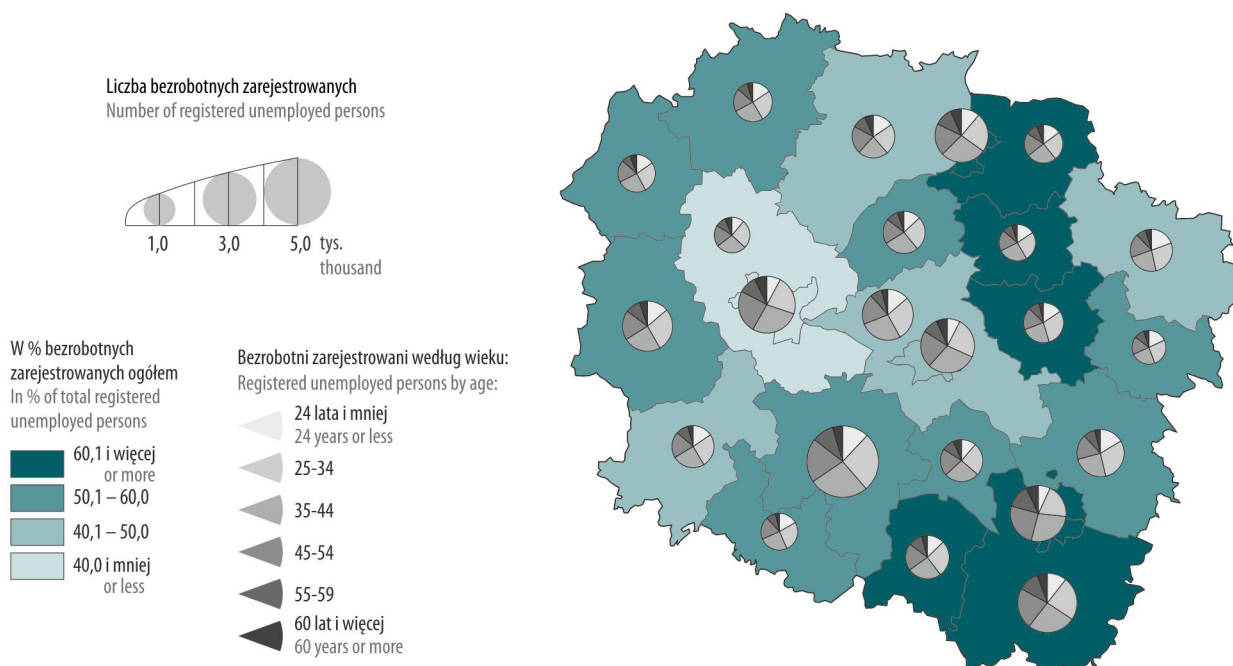 Liczba bezrobotnych zarejestrowanych
Number of registered unemployed persons
1,0 3,0 5,0 tys.
thousand
W % bezrobotnych
zarejestrowanych ogółem
In % of total registered
unemployed persons
60,1 i więcej
or more
50,1 – 60,0
40,1 – 50,0
40,0 i mniej
or less
Bezrobotni zarejestrowani według wieku:
Registered unemployed persons by age:
24 lata i mniej
24 years or less
25-34
35-44
45-54
55-59
60 lat i więcej
60 years or more